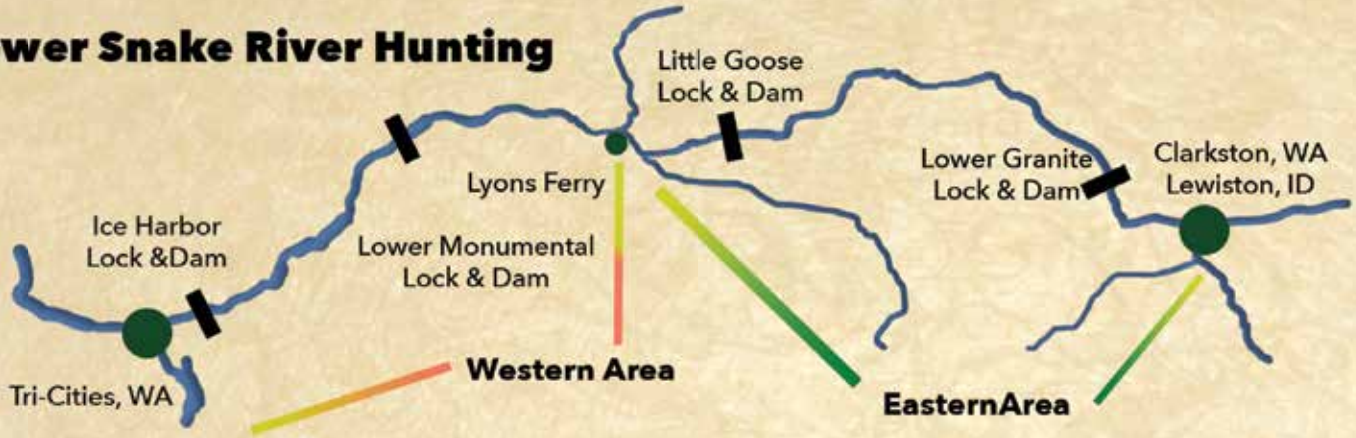 wer Snake River Hunting
Little Goose
Lock & Dam
Lower Granite
Lock & Dam
Clarkston, WA
Lewiston, ID
Lyons Ferry
Ice Harbor
Lock &Dam
Lower Monumental
Lock & Dam
Western Area
Tri-Cities, WA
EasternArea